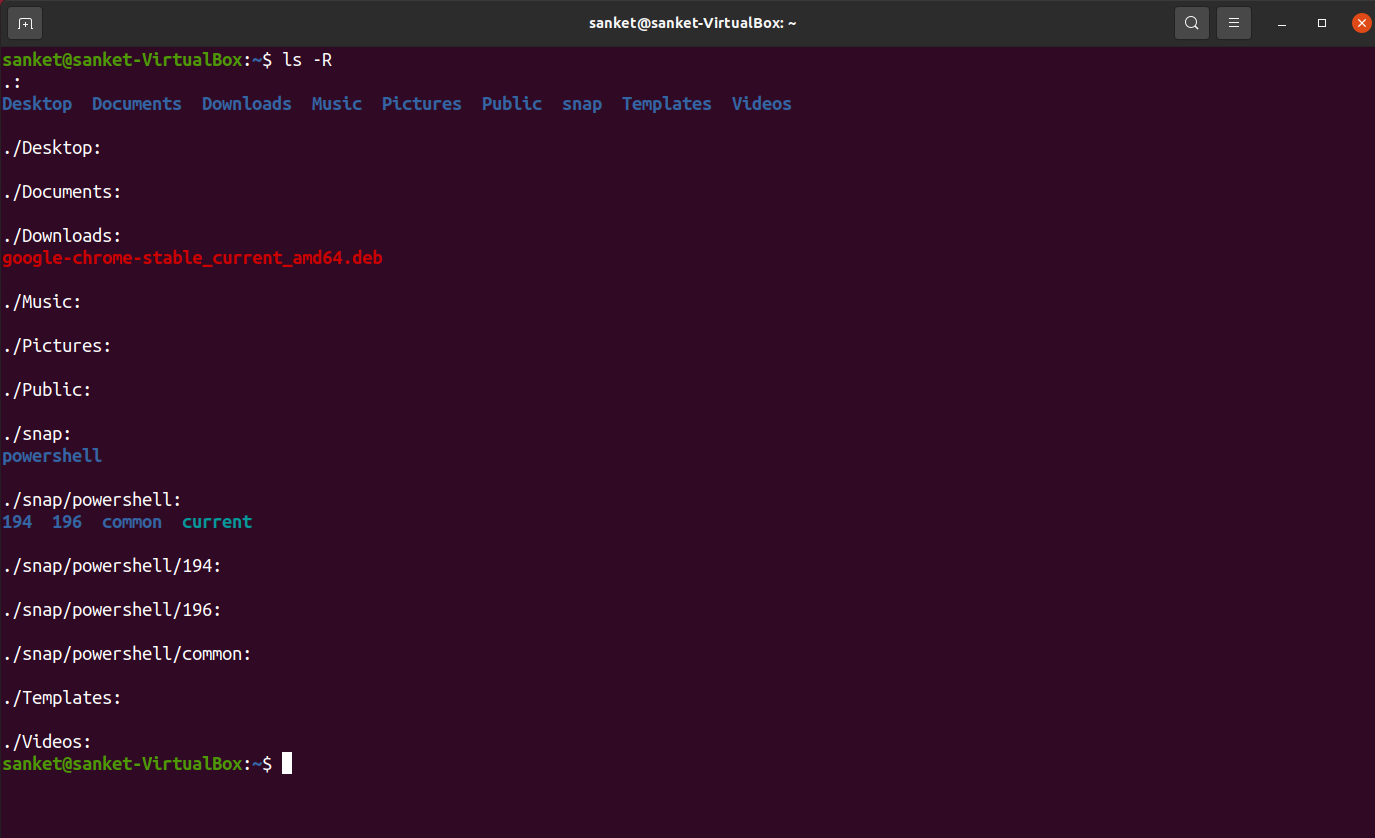 sanket@sanket-VirtualBox: ~
sanket@sanket-VirtualBox:~$ ls -R
.:
Desktop  Documents  Downloads  Music  Pictures  Public  snap  Templates  Videos
./Desktop:
./Documents:
./Downloads:
google-chrome-stable_current_amd64.deb
./Music:
./Pictures:
./Public:
./snap:
powershell
./snap/powershell:
194  196  common  current
./snap/powershell/194:
./snap/powershell/196:
./snap/powershell/common:
./Templates:
./Videos:
sanket@sanket-VirtualBox:~$